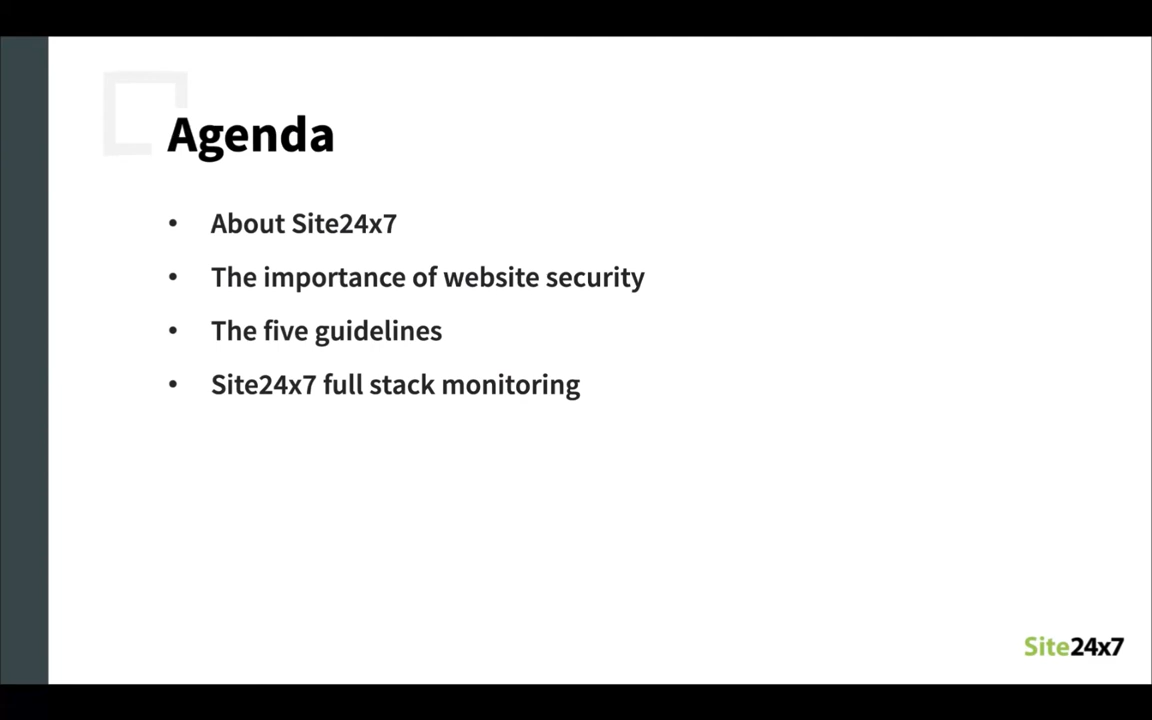 Agenda
• About Site24x7
• The importance of website security
• The five guidelines
• Site24x7 full stack monitoring
Site24x7